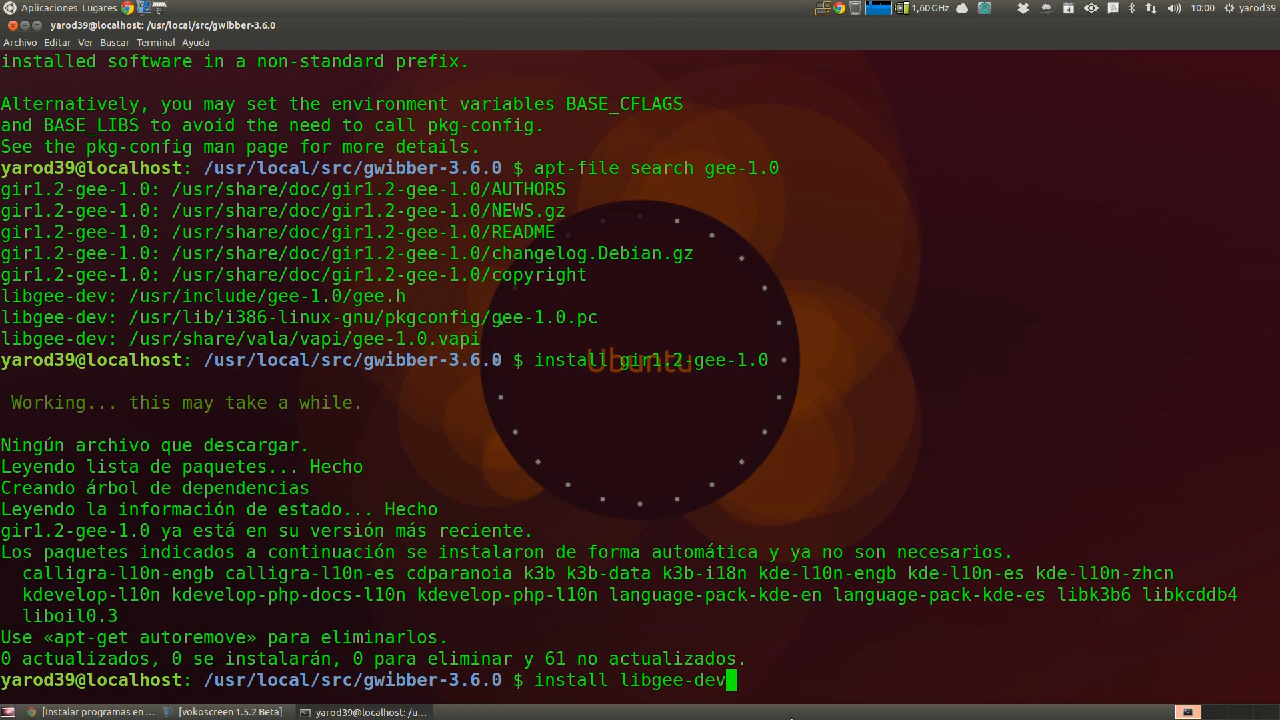 Aplicaciones Lugares
1,60 GHz
10:00
yarod39
yarod39@localhost: /usr/local/src/gwibber-3.6.0
Archivo Editar Ver Buscar Terminal Ayuda
installed software in a non-standard prefix.
Alternatively, you may set the environment variables BASE_CFLAGS
and BASE_LIBS to avoid the need to call pkg-config.
See the pkg-config man page for more details.
yarod39@localhost: /usr/local/src/gwibber-3.6.0 $ apt-file search gee-1.0
gir1.2-gee-1.0: /usr/share/doc/gir1.2-gee-1.0/AUTHORS
gir1.2-gee-1.0: /usr/share/doc/gir1.2-gee-1.0/NEWS.gz
gir1.2-gee-1.0: /usr/share/doc/gir1.2-gee-1.0/README
gir1.2-gee-1.0: /usr/share/doc/gir1.2-gee-1.0/changelog.Debian.gz
gir1.2-gee-1.0: /usr/share/doc/gir1.2-gee-1.0/copyright
libgee-dev: /usr/include/gee-1.0/gee.h
libgee-dev: /usr/lib/i386-linux-gnu/pkgconfig/gee-1.0.pc
libgee-dev: /usr/share/vala/vapi/gee-1.0.vapi
yarod39@localhost: /usr/local/src/gwibber-3.6.0 $ install gir1.2-gee-1.0
Ubuntu
Working... this may take a while.
Ningún archivo que descargar.
Leyendo lista de paquetes... Hecho
Creando árbol de dependencias
Leyendo la información de estado... Hecho
gir1.2-gee-1.0 ya está en su versión más reciente.
Los paquetes indicados a continuación se instalaron de forma automática y ya no son necesarios.
calligra-l10n-engb calligra-l10n-es cdparanoia k3b k3b-data k3b-i18n kde-l10n-engb kde-l10n-es kde-l10n-zhcn
kdevelop-l10n kdevelop-php-docs-l10n kdevelop-php-l10n language-pack-kde-en language-pack-kde-es libk3b6 libkcddb4
liboil0.3
Use «apt-get autoremove» para eliminarlos.
0 actualizados, 0 se instalarán, 0 para eliminar y 61 no actualizados.
yarod39@localhost: /usr/local/src/gwibber-3.6.0 $ install libgee-dev
[Instalar programas en ...
[vokoscreen 1.5.2 Beta]
yarod39@localhost: /u...